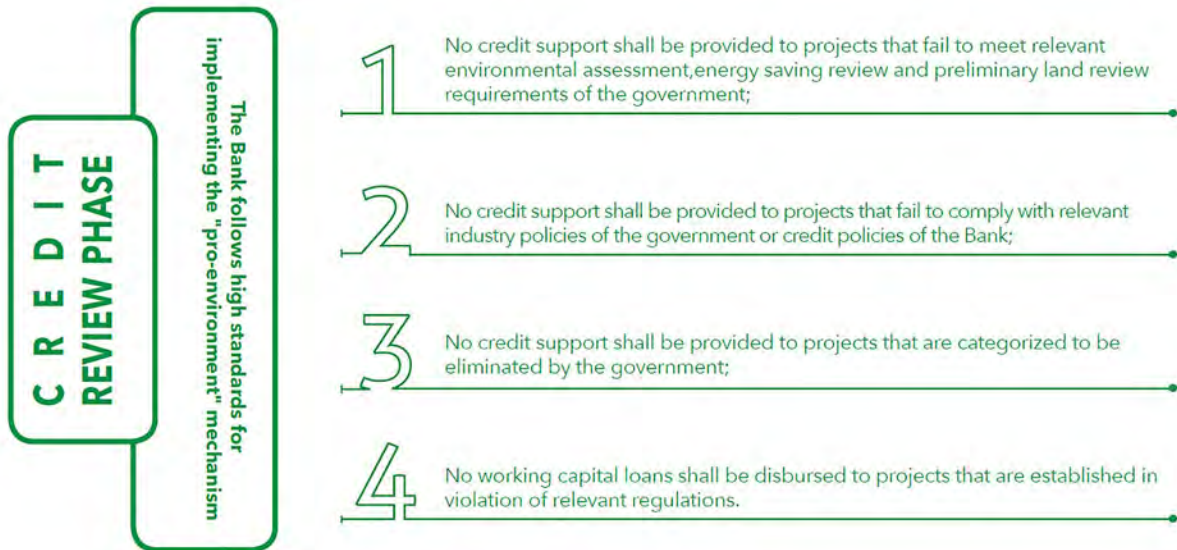 CREDIT
REVIEW PHASE
The Bank follows high standards for
implementing the "pro-environment" mechanism
1
No credit support shall be provided to projects that fail to meet relevant
environmental assessment,energy saving review and preliminary land review
requirements of the government;
2
No credit support shall be provided to projects that fail to comply with relevant
industry policies of the government or credit policies of the Bank;
3
No credit support shall be provided to projects that are categorized to be
eliminated by the government;
4
No working capital loans shall be disbursed to projects that are established in
violation of relevant regulations.